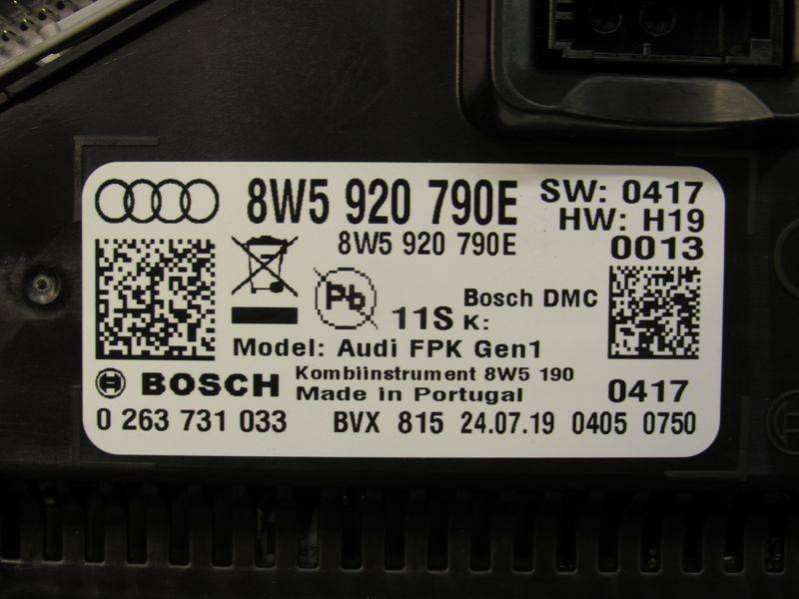 8W5 920 790E
SW: 0417
HW: H19
8W5 920 790E
0013
Pb
11S
Bosch DMC
K:
Model: Audi FPK Gen1
BOSCH
Kombiinstrument 8W5 190
Made in Portugal
0417
0 263 731 033 BVX 815 24.07.19 0405 0750